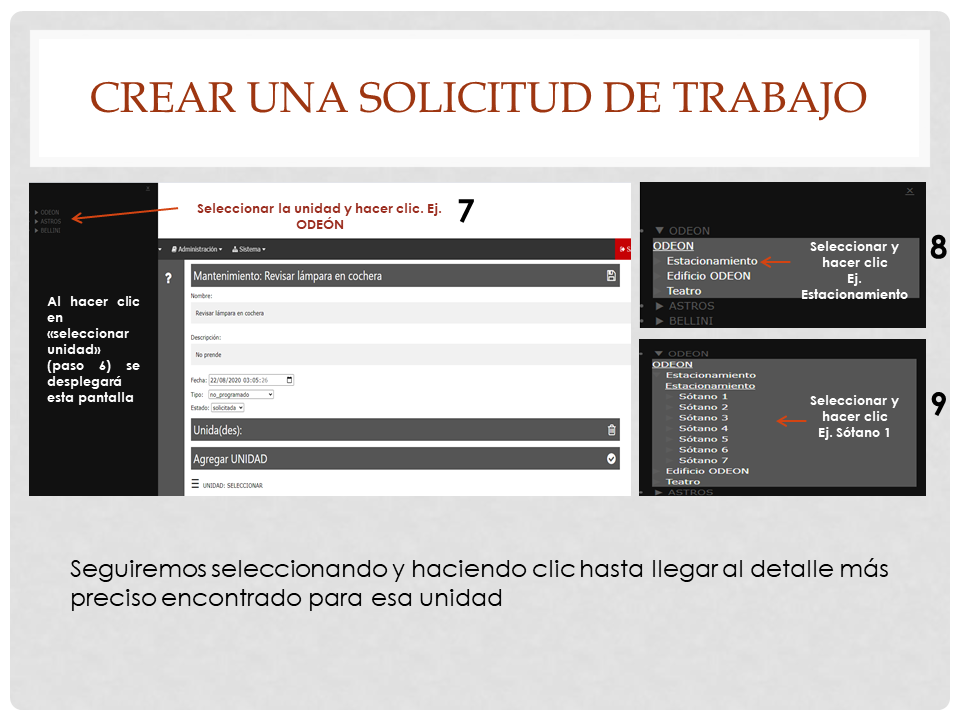 CREAR UNA SOLICITUD DE TRABAJO
x
▶ ODEON
▶ ASTROS
▶ BELLINI
Al hacer clic
en
«seleccionar
unidad»
(paso 6) se
desplegará
esta pantalla
Seleccionar la unidad y hacer clic. Ej.
ODEÓN
7
Administración
Sistema
S
?
Mantenimiento: Revisar lámpara en cochera
Nombre:
Revisar lámpara en cochera
Descripción:
No prende
Fecha: 22/08/2020 03:05:26
Tipo: no_programado
Estado: solicitada
Unida(des):
Agregar UNIDAD
UNIDAD: SELECCIONAR
x
▼ ODEON
ODEON
Estacionamiento
Edificio ODEON
Teatro
▶ ASTROS
▶ BELLINI
Seleccionar y
hacer clic
Ej.
Estacionamiento
8
▼ ODEON
ODEON
Estacionamiento
Estacionamiento
Sótano 1
Sótano 2
Sótano 3
Sótano 4
Sótano 5
Sótano 6
Sótano 7
Edificio ODEON
Teatro
▶ ASTROS
Seleccionar y
hacer clic
Ej. Sótano 1
9
Seguiremos seleccionando y haciendo clic hasta llegar al detalle más
preciso encontrado para esa unidad